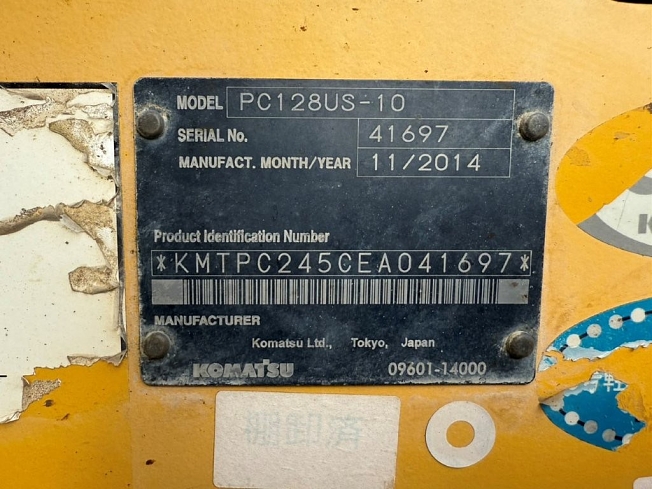 MODEL PC128US-10
SERIAL No. 41697
MANUFACT. MONTH/YEAR 11/2014
Product Identification Number
*KMTPC245CEA041697*
MANUFACTURER
Komatsu Ltd., Tokyo, Japan
KOMATSU 09601-14000
棚卸済